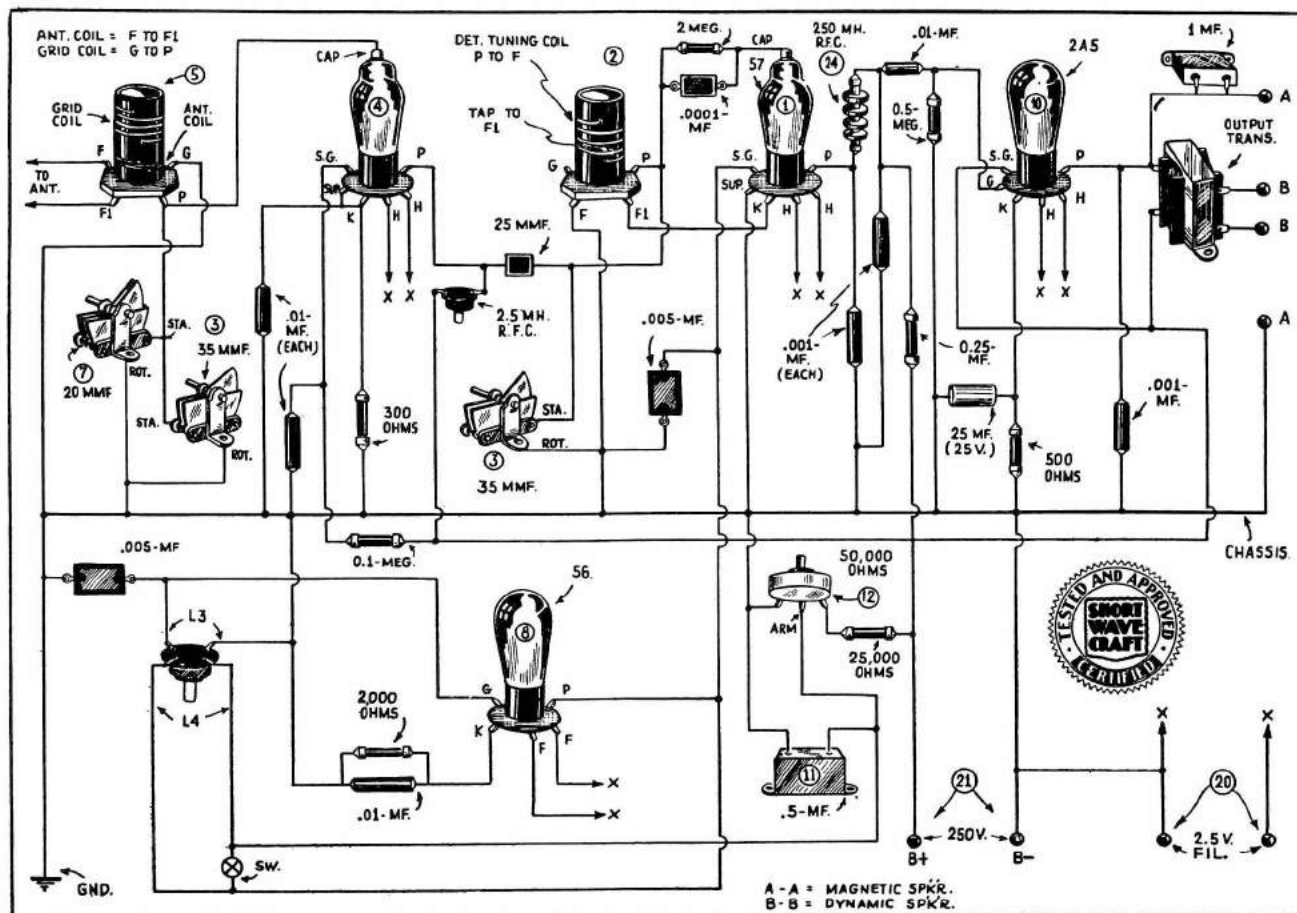 ANT. COIL = F TO F1
GRID COIL = G TO P
5
GRID COIL
ANT. COIL
F
G
TO ANT.
P
F1
CAP
4
S.G.
P
SUP.
K
H
H
X
X
DET. TUNING COIL
P TO F
2
TAP TO F1
G
P
F
F1
2 MEG.
CAP
57
.0001-MF
1
S.G.
P
SUP.
K
H
H
X
X
250 MH. R.F.C.
24
.01-MF.
0.5-MEG.
2A5
10
S.G.
P
G
K
H
H
X
X
1 MF.
A
OUTPUT TRANS.
B
B
A
25 MMF.
2.5 MH. R.F.C.
.005-MF.
.001-MF. (EACH)
0.25-MF.
25 MF. (25 V.)
500 OHMS
.001-MF.
STA.
7
20 MMF
ROT.
3
35 MMF.
STA.
ROT.
.01-MF. (EACH)
300 OHMS
STA.
ROT.
3
35 MMF.
CHASSIS.
0.1-MEG.
.005-MF
L3
L4
56.
8
G
P
K
F
F
X
X
2,000 OHMS
.01-MF.
50,000 OHMS
12
ARM
25,000 OHMS
11
.5-MF.
TESTED AND APPROVED
SHORT WAVE CRAFT
CERTIFIED
X
X
21
250V.
B+
B-
20
2.5 V. FIL.
GND.
SW.
A-A = MAGNETIC SPK'R.
B-B = DYNAMIC SPK'R.